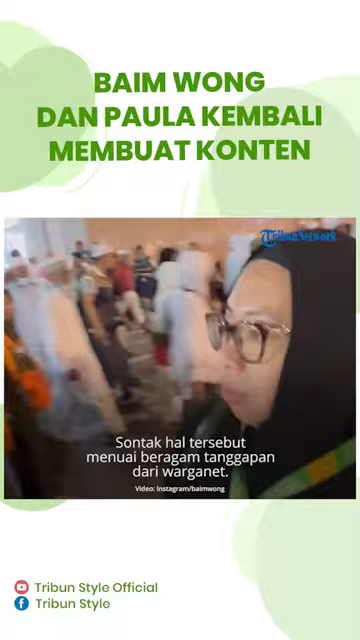 BAIM WONG
DAN PAULA KEMBALI
MEMBUAT KONTEN
TribunNetwork
Sontak hal tersebut
menuai beragam tanggapan
dari warganet.
Video: Instagram/baimwong
Tribun Style Official
Tribun Style